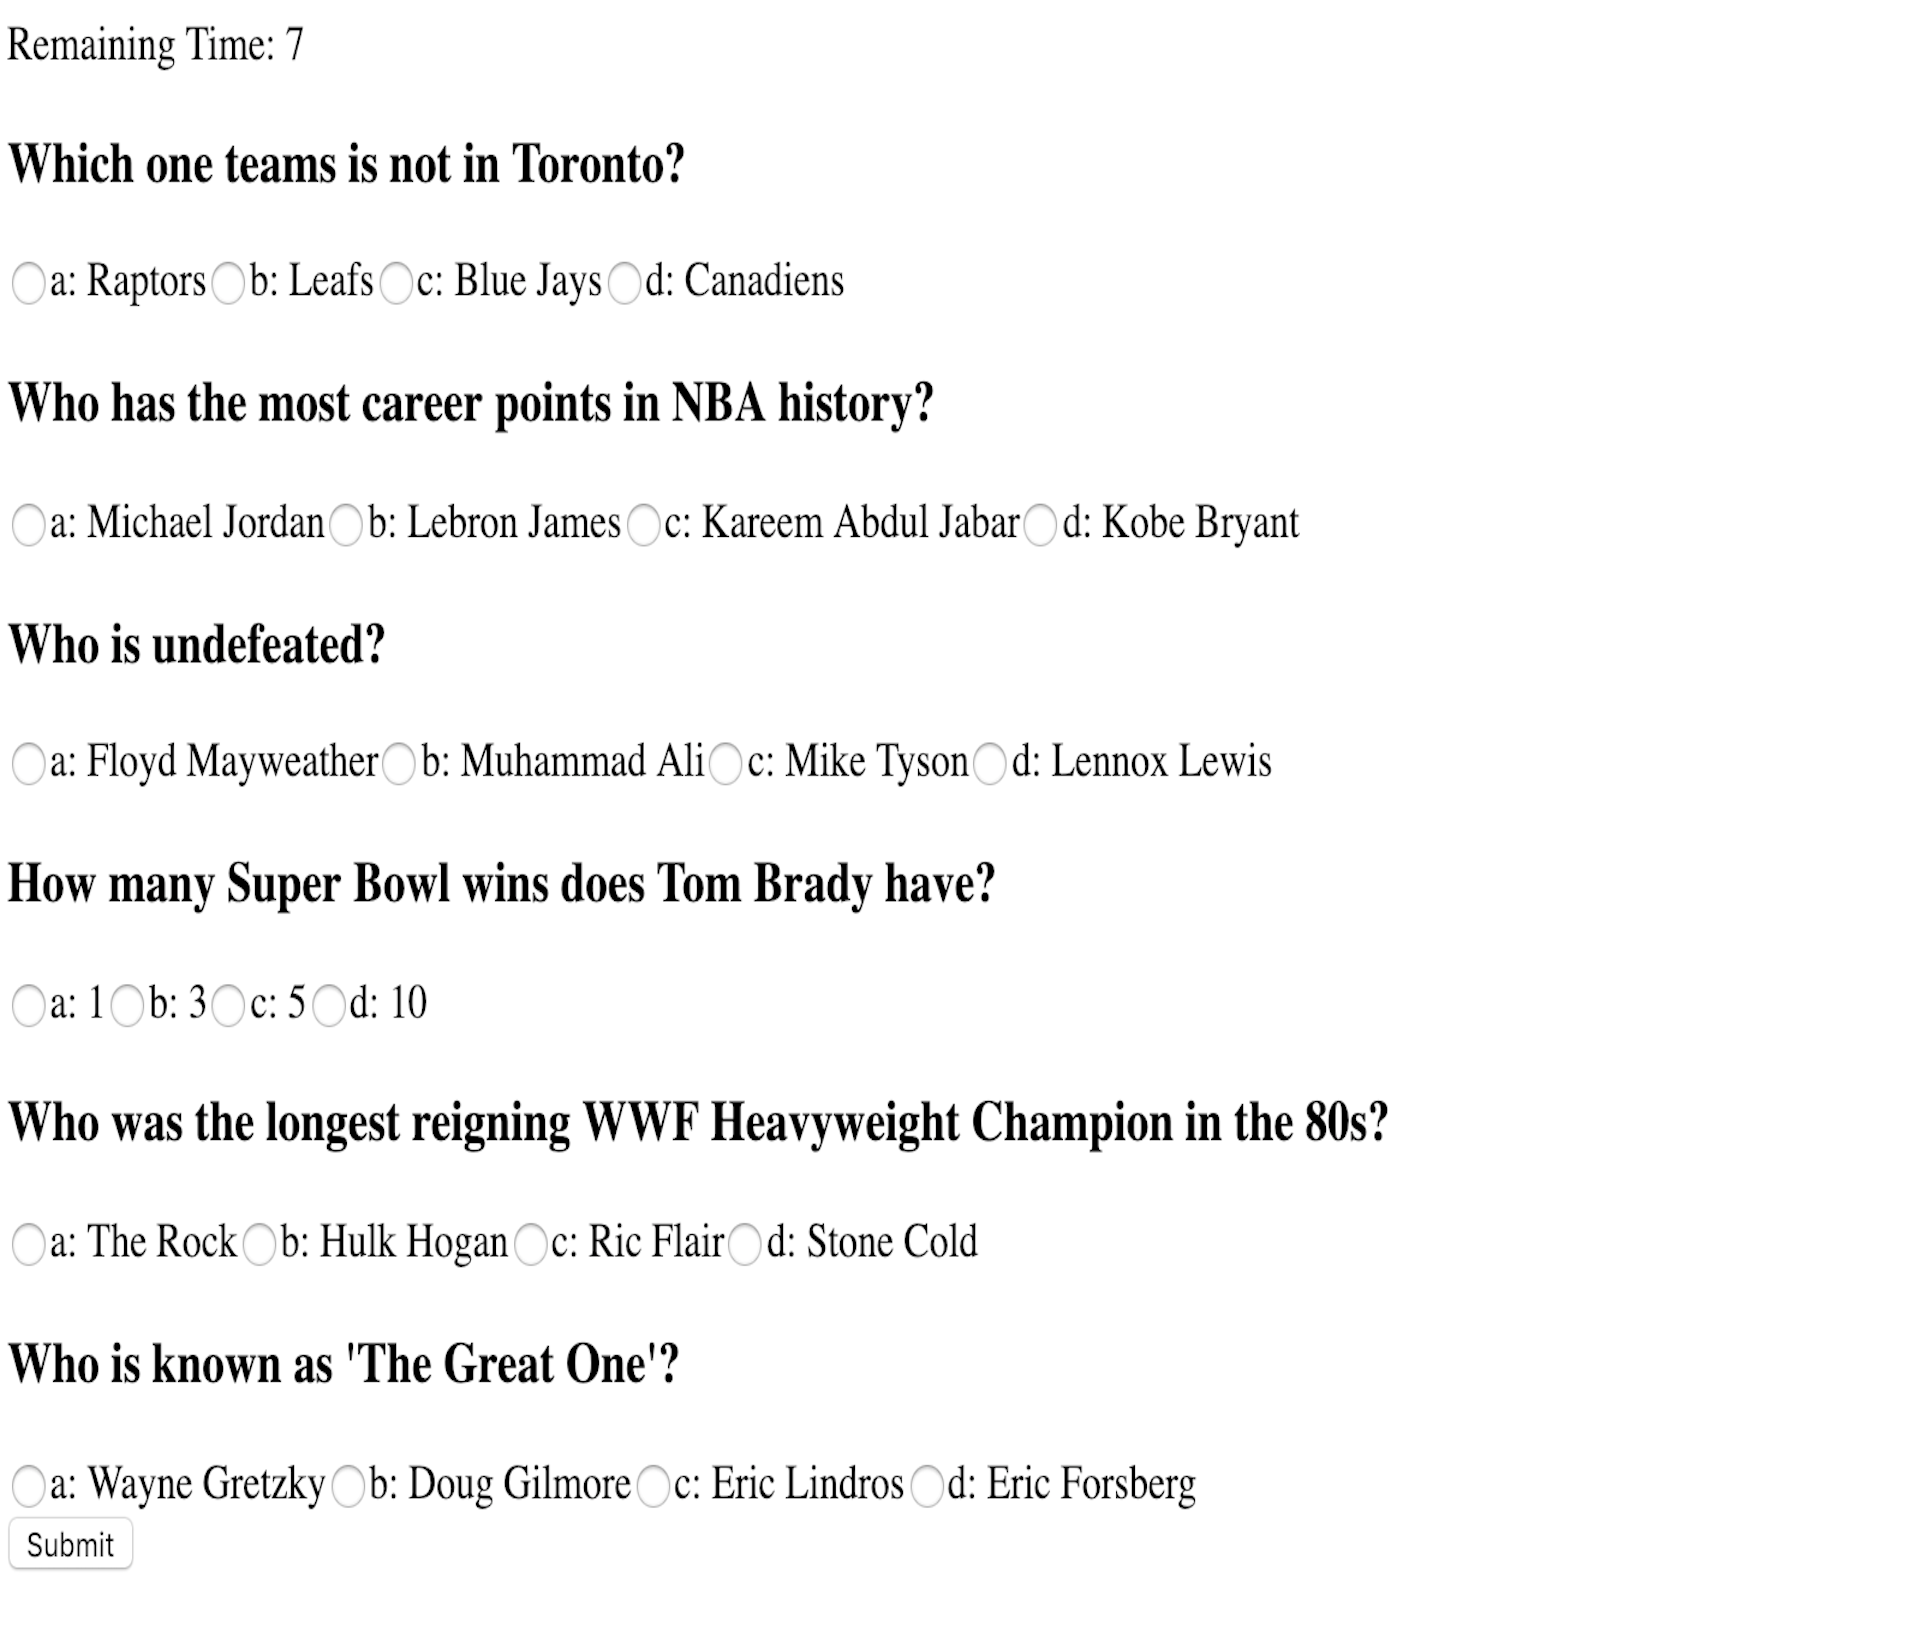 Remaining Time: 7
Which one teams is not in Toronto?
a: Raptors b: Leafs c: Blue Jays d: Canadiens
Who has the most career points in NBA history?
a: Michael Jordan b: Lebron James c: Kareem Abdul Jabar d: Kobe Bryant
Who is undefeated?
a: Floyd Mayweather b: Muhammad Ali c: Mike Tyson d: Lennox Lewis
How many Super Bowl wins does Tom Brady have?
a: 1 b: 3 c: 5 d: 10
Who was the longest reigning WWF Heavyweight Champion in the 80s?
a: The Rock b: Hulk Hogan c: Ric Flair d: Stone Cold
Who is known as 'The Great One'?
a: Wayne Gretzky b: Doug Gilmore c: Eric Lindros d: Eric Forsberg
Submit